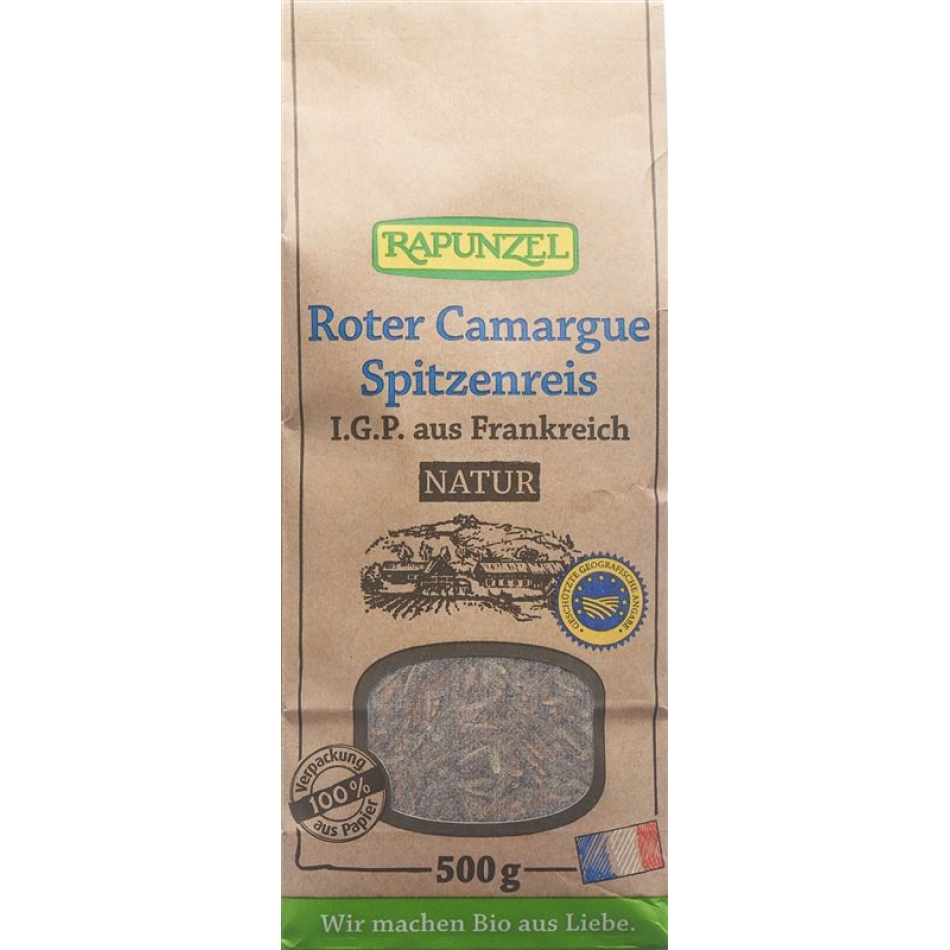 RAPUNZEL
Roter Camargue
Spitzenreis
I.G.P. aus Frankreich
NATUR
GESCHÜTZTE GEOGRAFISCHE ANGABE
Verpackung
100%
aus Papier
500 g
Wir machen Bio aus Liebe.